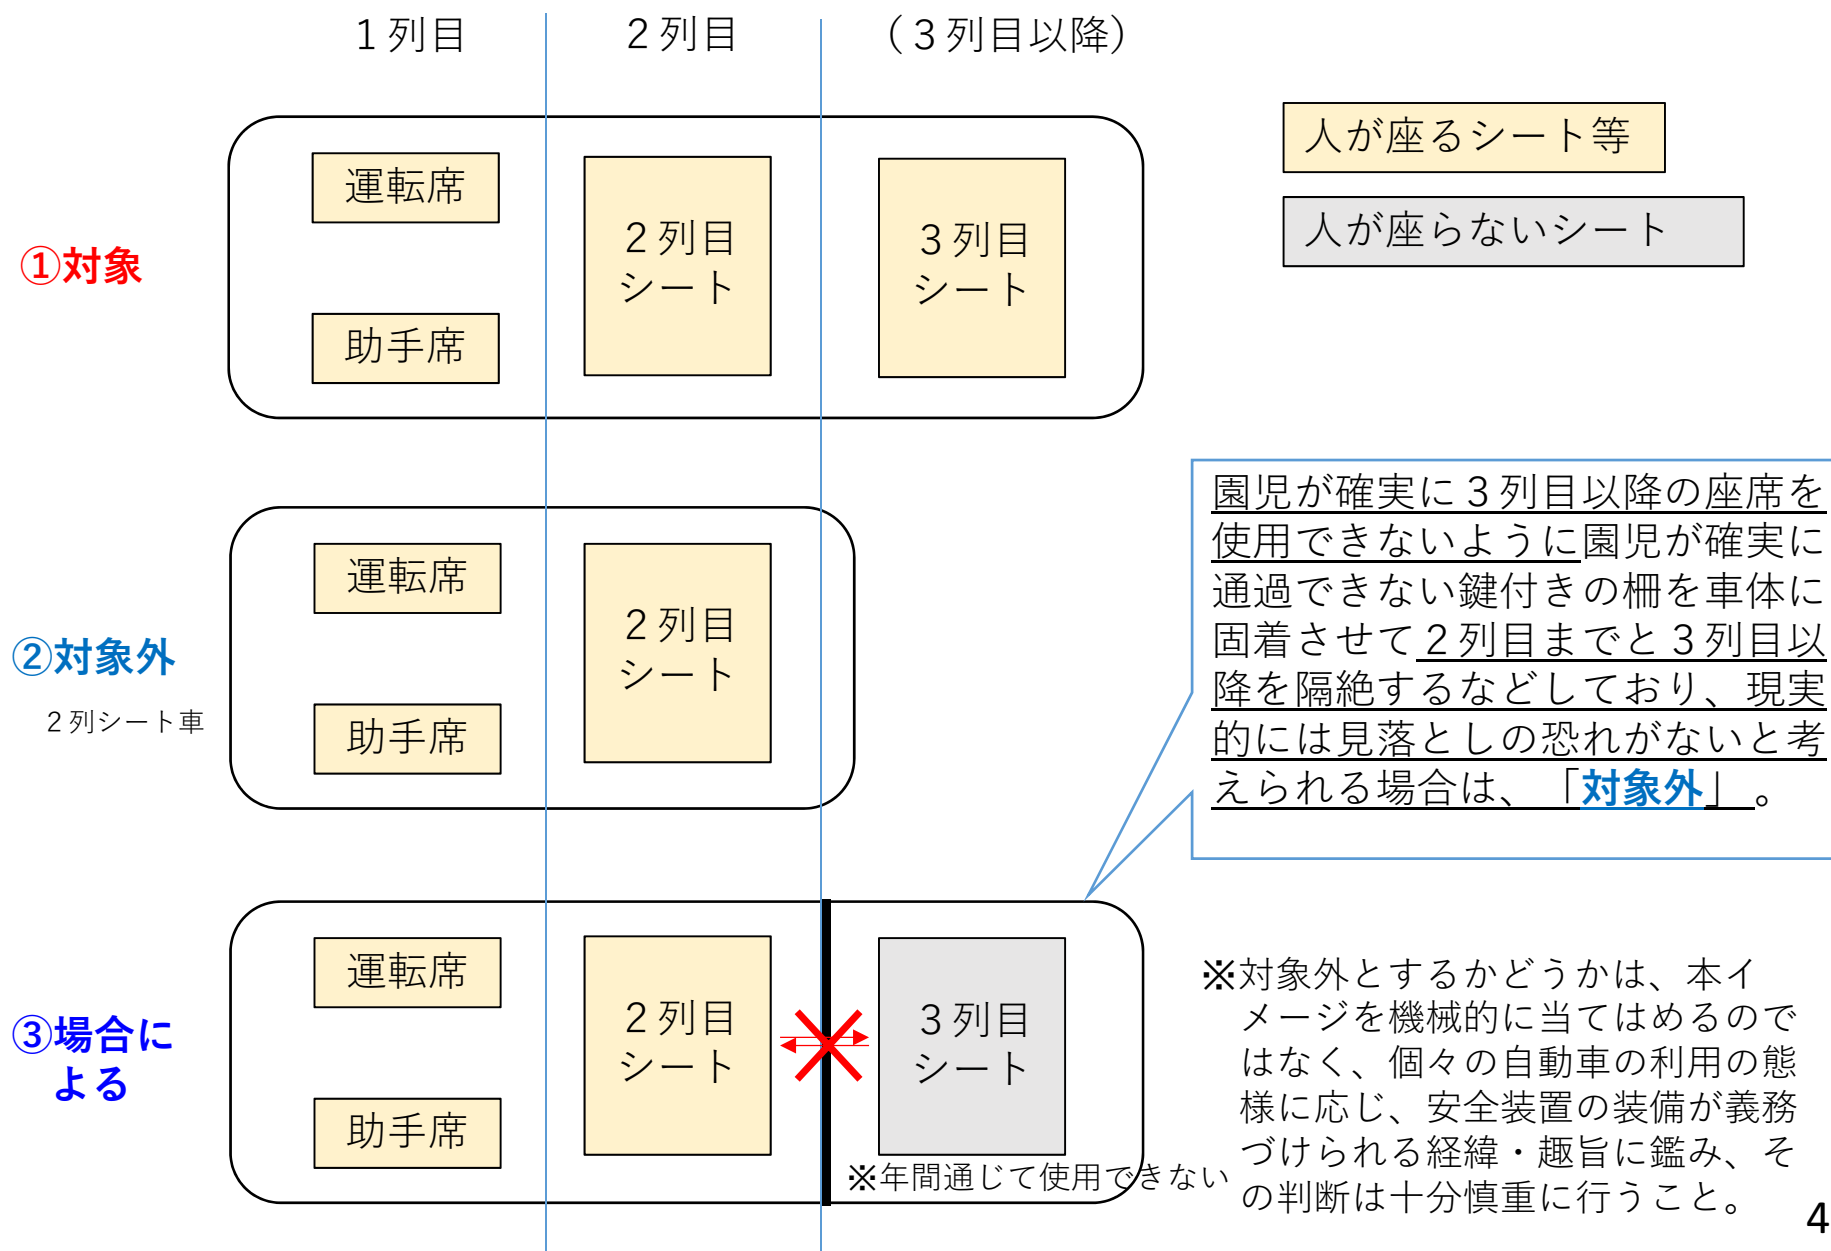 1列目
2列目
（3列目以降）
人が座るシート等
人が座らないシート
①対象
運転席
助手席
2列目
シート
3列目
シート
②対象外
2列シート車
運転席
助手席
2列目
シート
園児が確実に3列目以降の座席を
使用できないように園児が確実に
通過できない鍵付きの柵を車体に
固着させて2列目までと3列目以
降を隔絶するなどしており、現実
的には見落としの恐れがないと考
えられる場合は、「対象外」。
③場合に
よる
運転席
助手席
2列目
シート
3列目
シート
※年間通じて使用できない
※対象外とするかどうかは、本イ
メージを機械的に当てはめるので
はなく、個々の自動車の利用の態
様に応じ、安全装置の装備が義務
づけられる経緯・趣旨に鑑み、そ
の判断は十分慎重に行うこと。
4